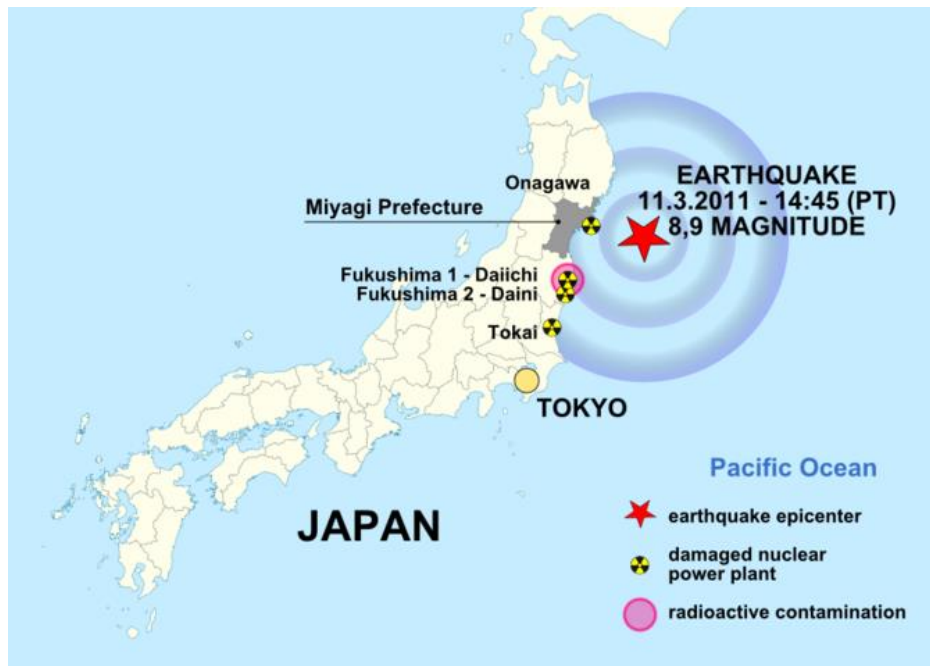 EARTHQUAKE
11.3.2011 - 14:45 (PT)
8,9 MAGNITUDE
Onagawa
Miyagi Prefecture
Fukushima 1 - Daiichi
Fukushima 2 - Daini
Tokai
TOKYO
JAPAN
Pacific Ocean
earthquake epicenter
damaged nuclear
power plant
radioactive contamination